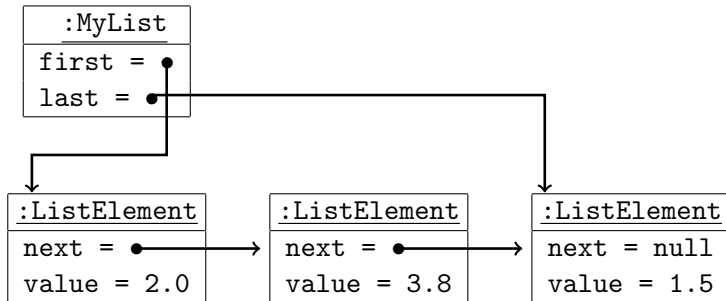 :MyList
first =
last =
:ListElement
next =
value = 2.0
:ListElement
next =
value = 3.8
:ListElement
next = null
value = 1.5